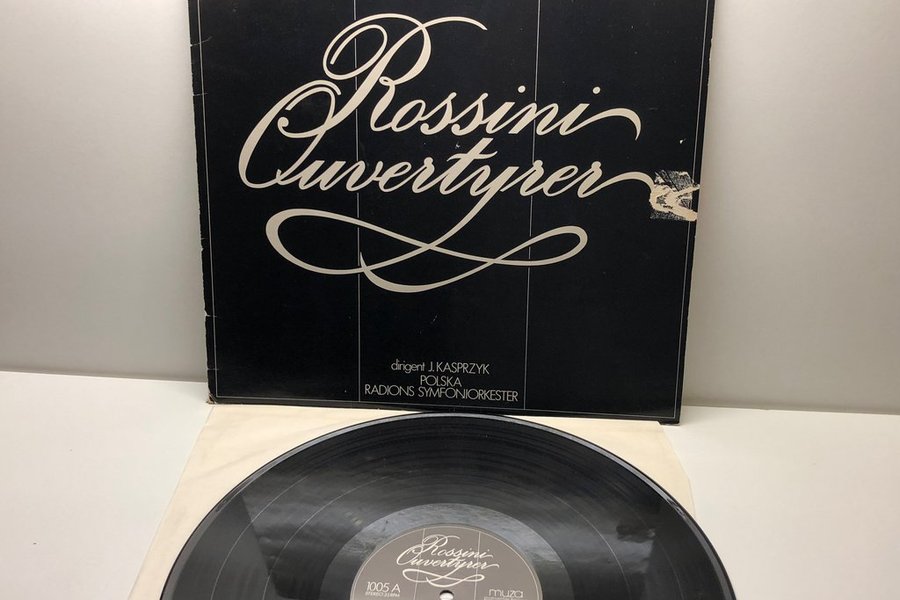 Rossini
Ouvertyrer
dirigent J. KASPRZYK
POLSKA
RADIONS SYMFONIORKESTER
Rossini
Ouvertyrer
1005 A
muza